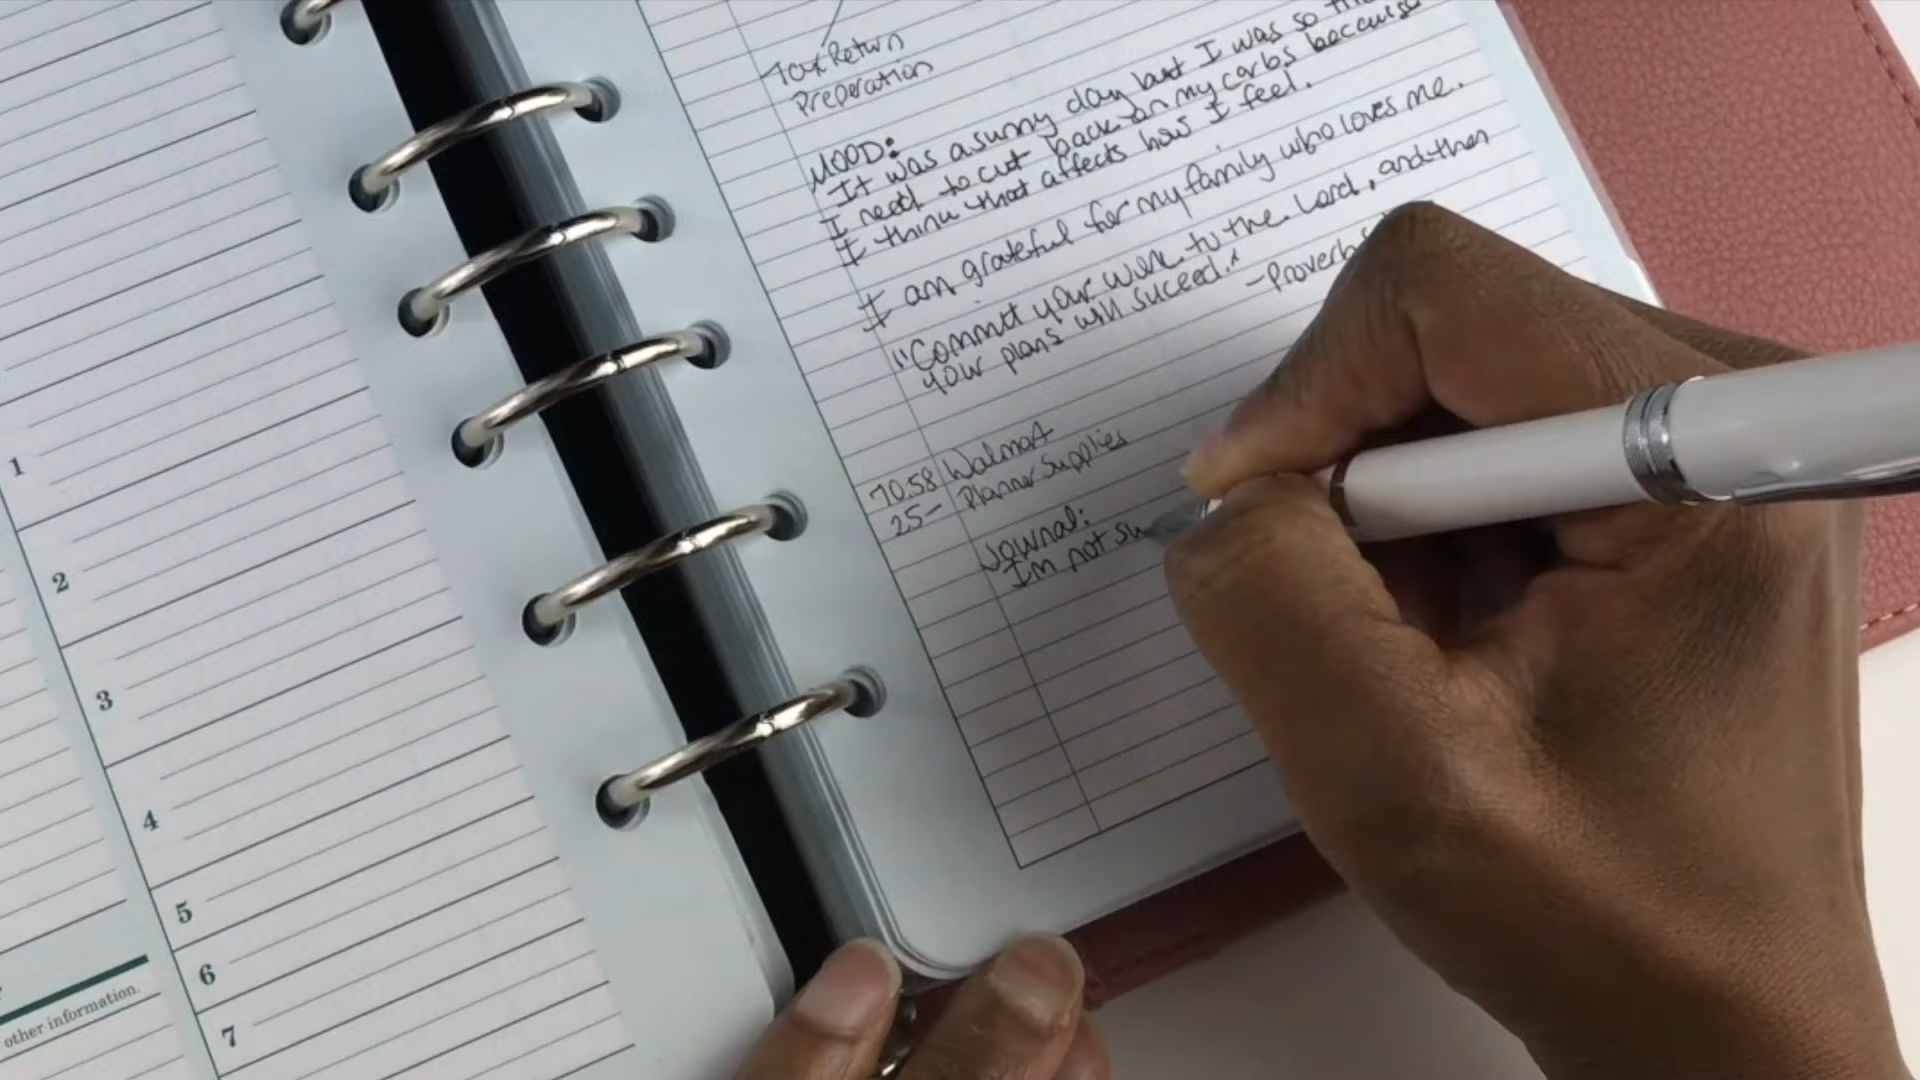 1
2
3
4
5
6
7
other information.
Tax Return
Preperation
MOOD:
It was a sunny day but I was so
I need to cut back on my carbs because
I think that affects how I feel.
I am grateful for my family who loves me.
"Commit your work to the Lord, and then
your plans will suceed."
-Proverbs
70.58 Walmart
25- Planner Supplies
Journal:
I'm not su